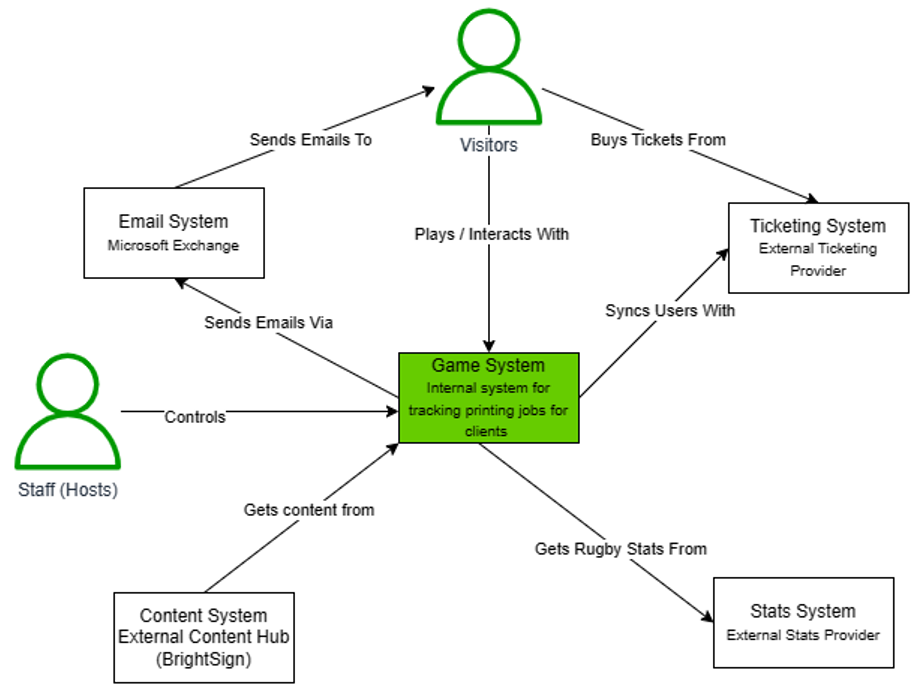 Visitors
Sends Emails To
Buys Tickets From
Email System
Microsoft Exchange
Plays / Interacts With
Ticketing System
External Ticketing
Provider
Sends Emails Via
Syncs Users With
Game System
Internal system for
tracking printing jobs for
clients
Controls
Staff (Hosts)
Gets content from
Gets Rugby Stats From
Content System
External Content Hub
(BrightSign)
Stats System
External Stats Provider